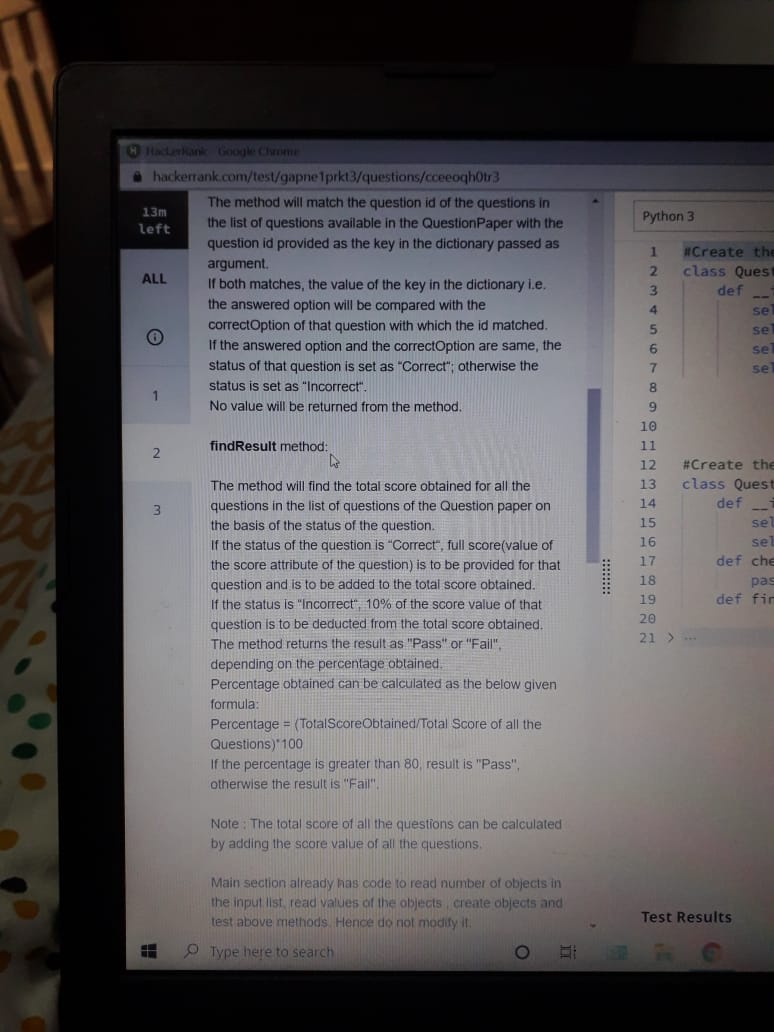 HackerRank - Google Chrome
hackerrank.com/test/gapne1prkt3/questions/cceeoqh0tr3
13m
left
ALL
1
2
3
The method will match the question id of the questions in
the list of questions available in the QuestionPaper with the
question id provided as the key in the dictionary passed as
argument.
If both matches, the value of the key in the dictionary i.e.
the answered option will be compared with the
correctOption of that question with which the id matched.
If the answered option and the correctOption are same, the
status of that question is set as "Correct"; otherwise the
status is set as "Incorrect".
No value will be returned from the method.
findResult method:
The method will find the total score obtained for all the
questions in the list of questions of the Question paper on
the basis of the status of the question.
If the status of the question is "Correct", full score(value of
the score attribute of the question) is to be provided for that
question and is to be added to the total score obtained.
If the status is "Incorrect", 10% of the score value of that
question is to be deducted from the total score obtained.
The method returns the result as "Pass" or "Fail",
depending on the percentage obtained.
Percentage obtained can be calculated as the below given
formula:
Percentage = (TotalScoreObtained/Total Score of all the
Questions)*100
If the percentage is greater than 80, result is "Pass",
otherwise the result is "Fail".
Note : The total score of all the questions can be calculated
by adding the score value of all the questions.
Main section already has code to read number of objects in
the input list, read values of the objects , create objects and
test above methods. Hence do not modify it.
Python 3
1 #Create the
2 class Quest
3 def __i
4 sel
5 sel
6 sel
7 sel
8
9
10
11
12 #Create the
13 class Quest
14 def __i
15 sel
16 sel
17 def che
18 pas
19 def fin
20
21 > ...
Test Results
Type here to search